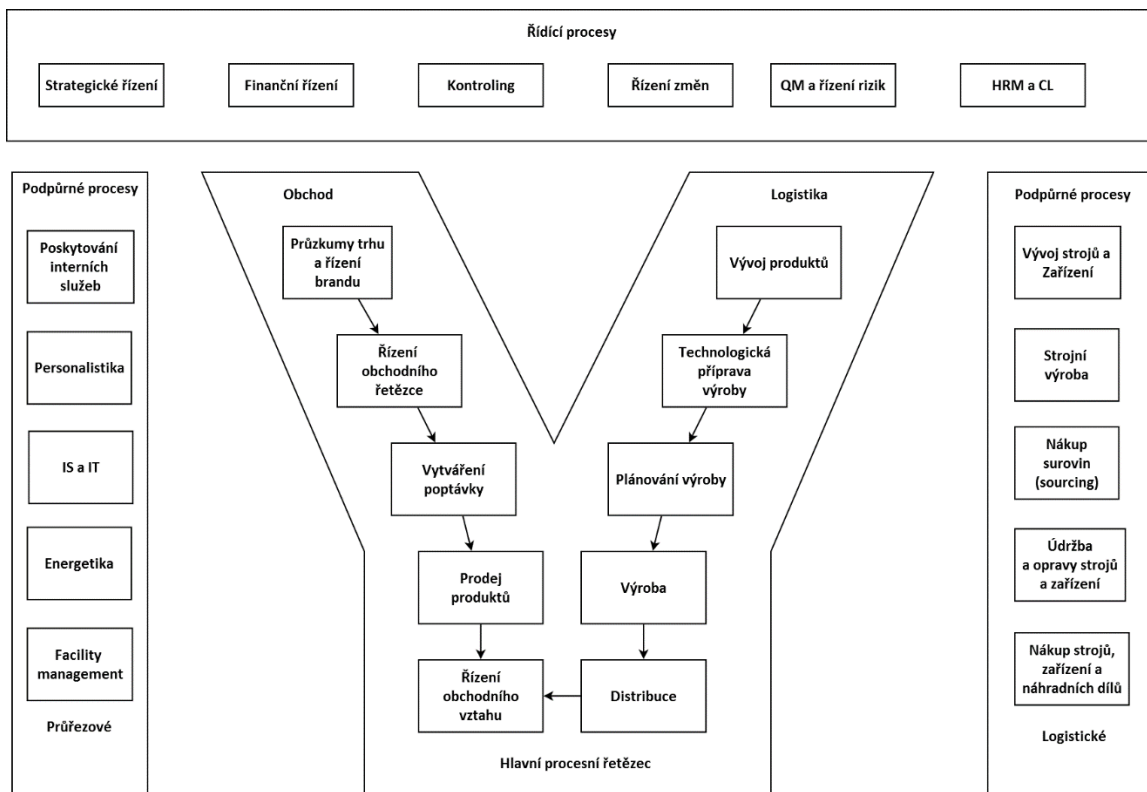 Řídící procesy
Strategické řízení
Finanční řízení
Kontroling
Řízení změn
QM a řízení rizik
HRM a CL
Podpůrné procesy
Poskytování
interních
služeb
Personalistika
IS a IT
Energetika
Facility
management
Průřezové
Obchod
Průzkumy trhu
a řízení
brandu
Řízení
obchodního
řetězce
Vytváření
poptávky
Prodej
produktů
Řízení
obchodního
vztahu
Logistika
Vývoj produktů
Technologická
příprava
výroby
Plánování výroby
Výroba
Distribuce
Hlavní procesní řetězec
Podpůrné procesy
Vývoj strojů a
Zařízení
Strojní
výroba
Nákup
surovin
(sourcing)
Údržba
a opravy strojů
a zařízení
Nákup strojů,
zařízení a
náhradních dílů
Logistické